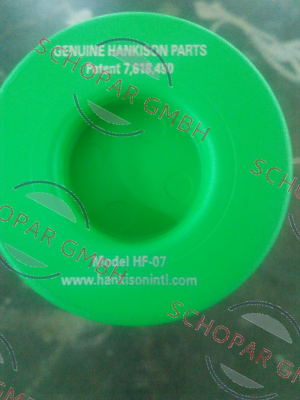 GENUINE HANKISON PARTS
Patent 7,618,480
Model HF-07
www.hankisonintl.com
SCHOPAR GMBH
SCHOPAR GMBH
SCHOPAR GMBH
SCHOPAR GMBH